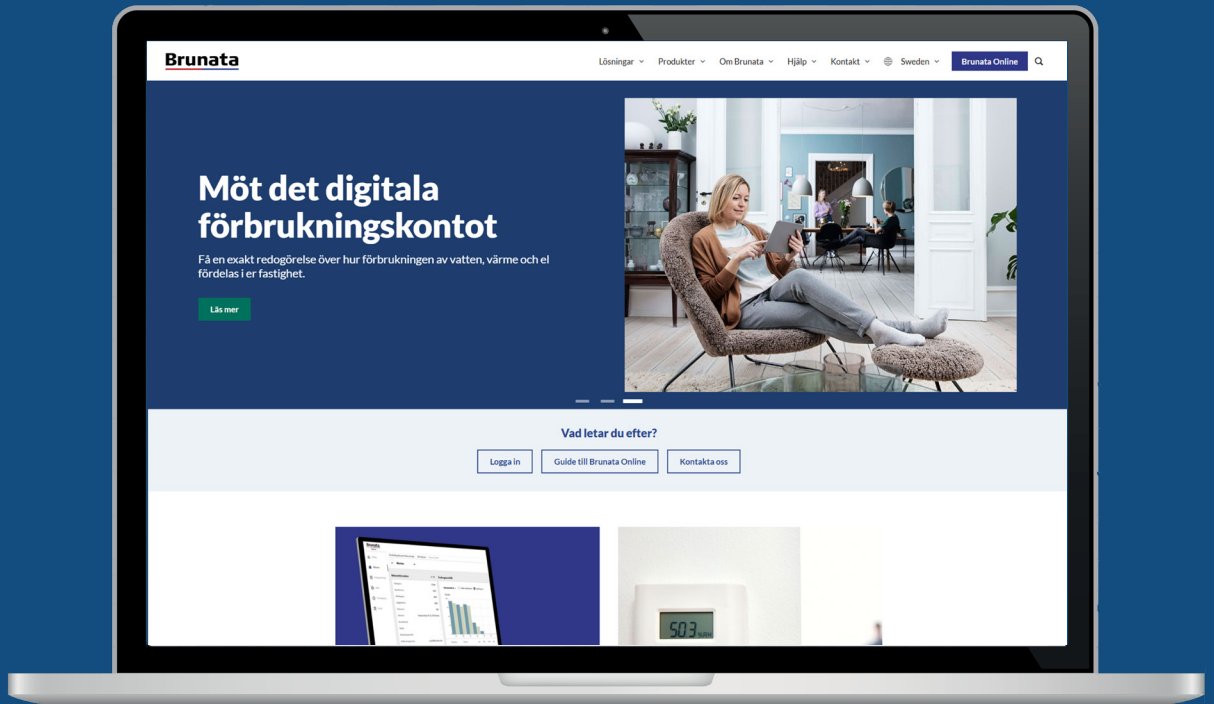 Brunata
Lösningar Produkter Om Brunata Hjälp Kontakt Sweden Brunata Online
Möt det digitala
förbrukningskontot
Få en exakt redogörelse över hur förbrukningen av vatten, värme och el
fördelas i er fastighet.
Läs mer
Vad letar du efter?
Logga in Guide till Brunata Online Kontakta oss
Brunata
503 %RH